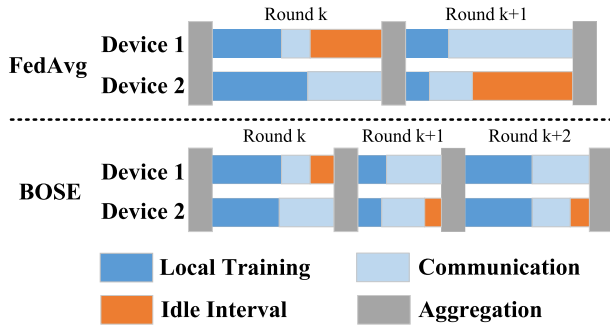 Round k Round k+1
FedAvg
Device 1
Device 2
Round k Round k+1 Round k+2
BOSE
Device 1
Device 2
Local Training Communication
Idle Interval Aggregation